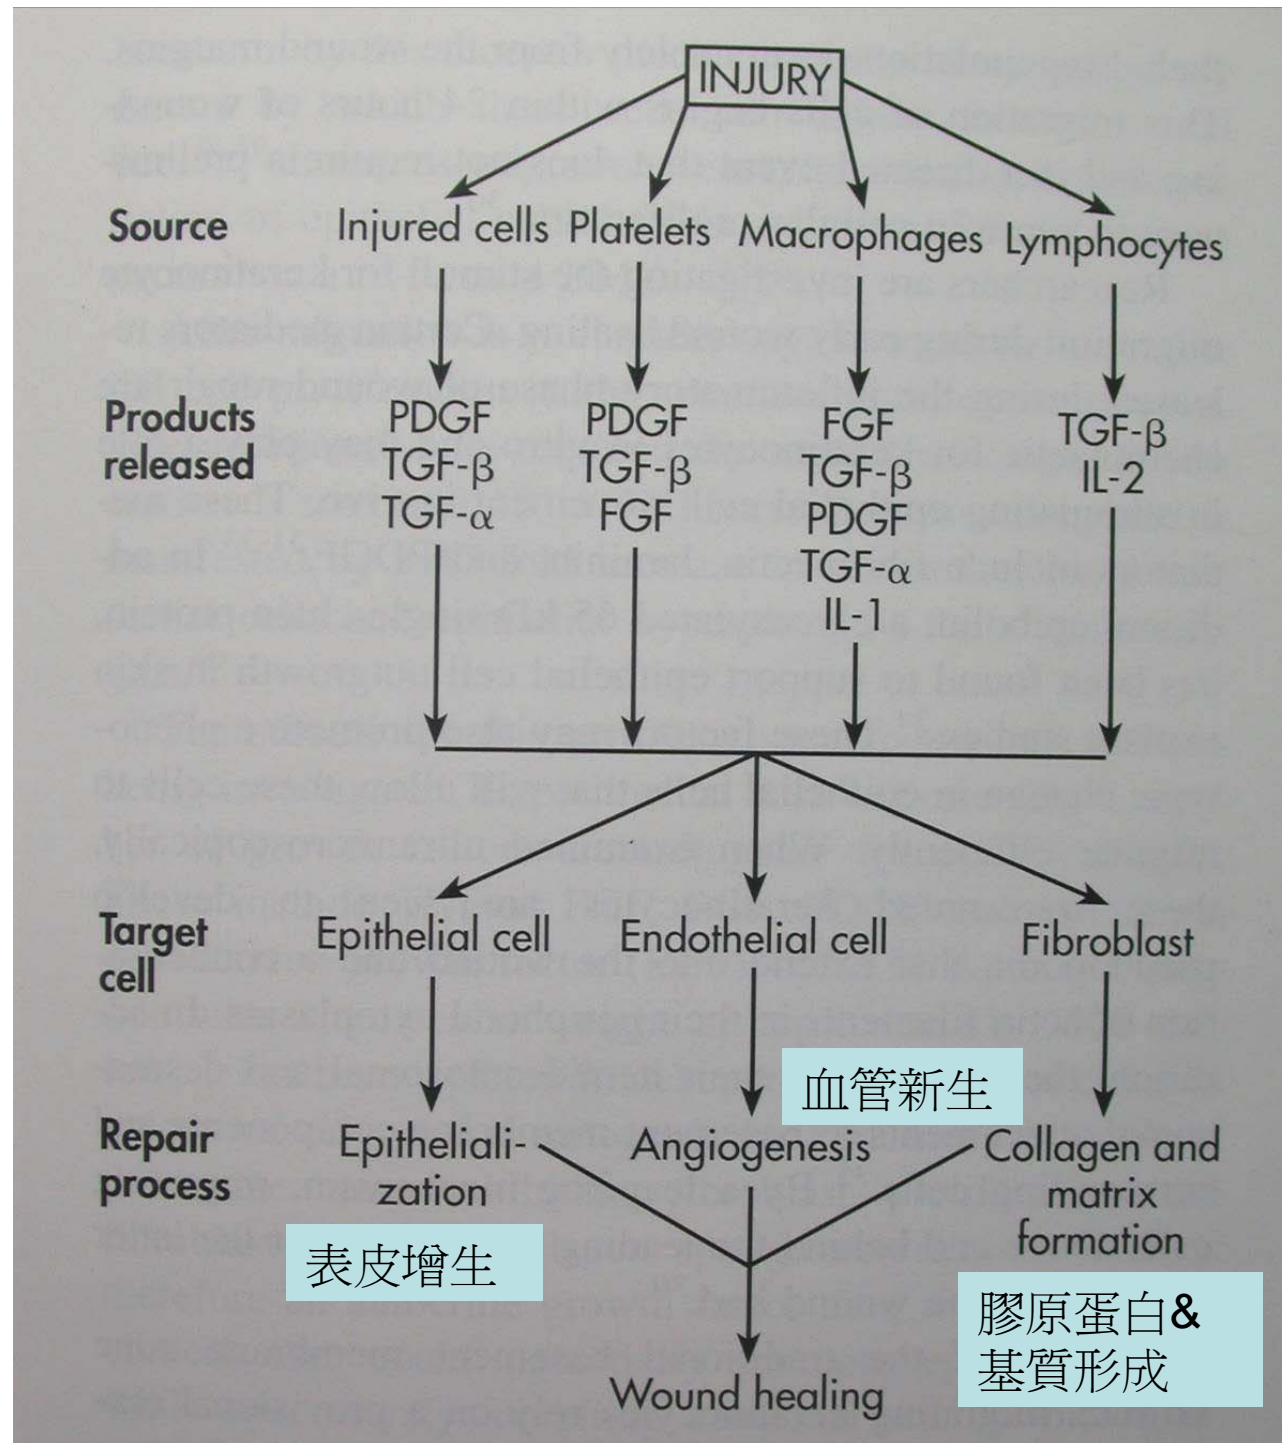 INJURY
Source
Injured cells
Platelets
Macrophages
Lymphocytes
Products
released
PDGF
TGF-β
TGF-α
PDGF
TGF-β
FGF
FGF
TGF-β
PDGF
TGF-α
IL-1
TGF-β
IL-2
Target
cell
Epithelial cell
Endothelial cell
Fibroblast
Repair
process
Epitheliali-
zation
表皮增生
血管新生
Angiogenesis
Collagen and
matrix
formation
膠原蛋白&
基質形成
Wound healing